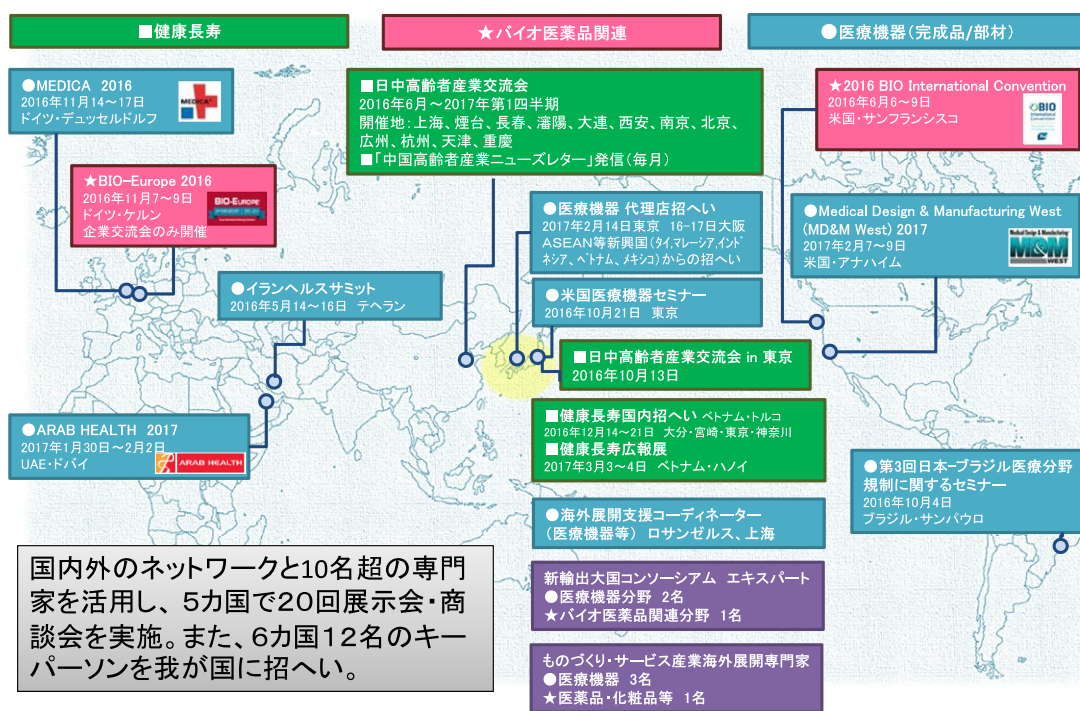 ■健康長寿
★バイオ医薬品関連
●医療機器(完成品/部材)
●MEDICA 2016
2016年11月14~17日
ドイツ・デュッセルドルフ
MEDICA
★BIO-Europe 2016
2016年11月7~9日
ドイツ・ケルン
企業交流会のみ開催
BIO-EUROPE
●イランヘルスサミット
2016年5月14~16日 テヘラン
●ARAB HEALTH 2017
2017年1月30日~2月2日
UAE・ドバイ
ARAB HEALTH
■日中高齢者産業交流会
2016年6月~2017年第1四半期
開催地:上海、煙台、長春、瀋陽、大連、西安、南京、北京、
広州、杭州、天津、重慶
■「中国高齢者産業ニューズレター」発信(毎月)
●医療機器 代理店招へい
2017年2月14日東京 16-17日大阪
ASEAN等新興国(タイ,マレーシア,インド
ネシア、ベトナム、メキシコ)からの招へい
●米国医療機器セミナー
2016年10月21日 東京
■日中高齢者産業交流会 in 東京
2016年10月13日
■健康長寿国内招へい ベトナム・トルコ
2016年12月14~21日 大分・宮崎・東京・神奈川
■健康長寿広報展
2017年3月3~4日 ベトナム・ハノイ
●海外展開支援コーディネーター
(医療機器等) ロサンゼルス、上海
新輸出大国コンソーシアム エキスパート
●医療機器分野 2名
★バイオ医薬品関連分野 1名
ものづくり・サービス産業海外展開専門家
●医療機器 3名
★医薬品・化粧品等 1名
★2016 BIO International Convention
2016年6月6~9日
米国・サンフランシスコ
BIO
International
Convention
●Medical Design & Manufacturing West
(MD&M West) 2017
2017年2月7~9日
米国・アナハイム
Medical Design & Manufacturing
M&M
WEST
●第3回日本-ブラジル医療分野
規制に関するセミナー
2016年10月4日
ブラジル・サンパウロ
国内外のネットワークと10名超の専門
家を活用し、5カ国で20回展示会・商
談会を実施。また、6カ国12名のキー
パーソンを我が国に招へい。